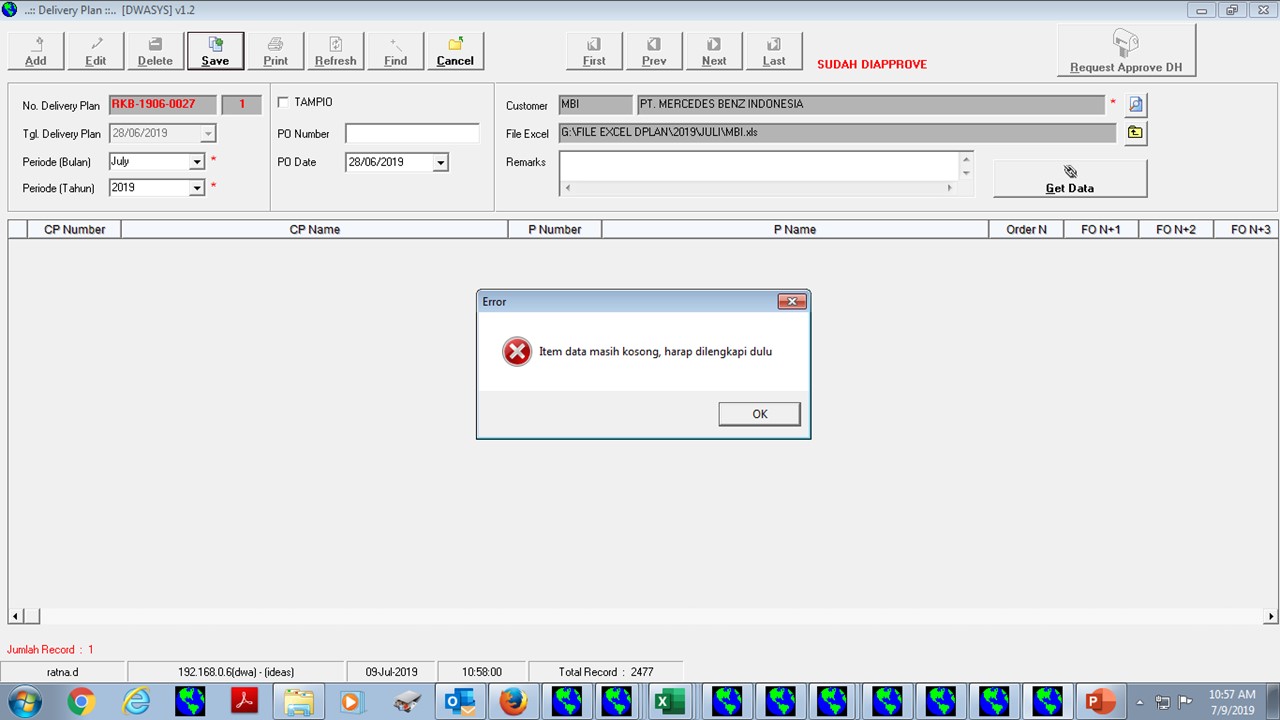 ..:: Delivery Plan ::.. [DWASYS] v1.2
Add Edit Delete Save Print Refresh Find Cancel First Prev Next Last SUDAH DIAPPROVE Request Approve DH
No. Delivery Plan RKB-1906-0027 1 TAMPIO Customer MBI PT. MERCEDES BENZ INDONESIA *
Tgl. Delivery Plan 28/06/2019 PO Number File Excel G:\FILE EXCEL DPLAN\2019\JULI\MBI.xls
Periode (Bulan) July * PO Date 28/06/2019 Remarks
Periode (Tahun) 2019 * Get Data
CP Number CP Name P Number P Name Order N FO N+1 FO N+2 FO N+3
Error
Item data masih kosong, harap dilengkapi dulu
OK
Jumlah Record : 1
ratna.d 192.168.0.6(dwa) - (ideas) 09-Jul-2019 10:58:00 Total Record : 2477
10:57 AM
7/9/2019